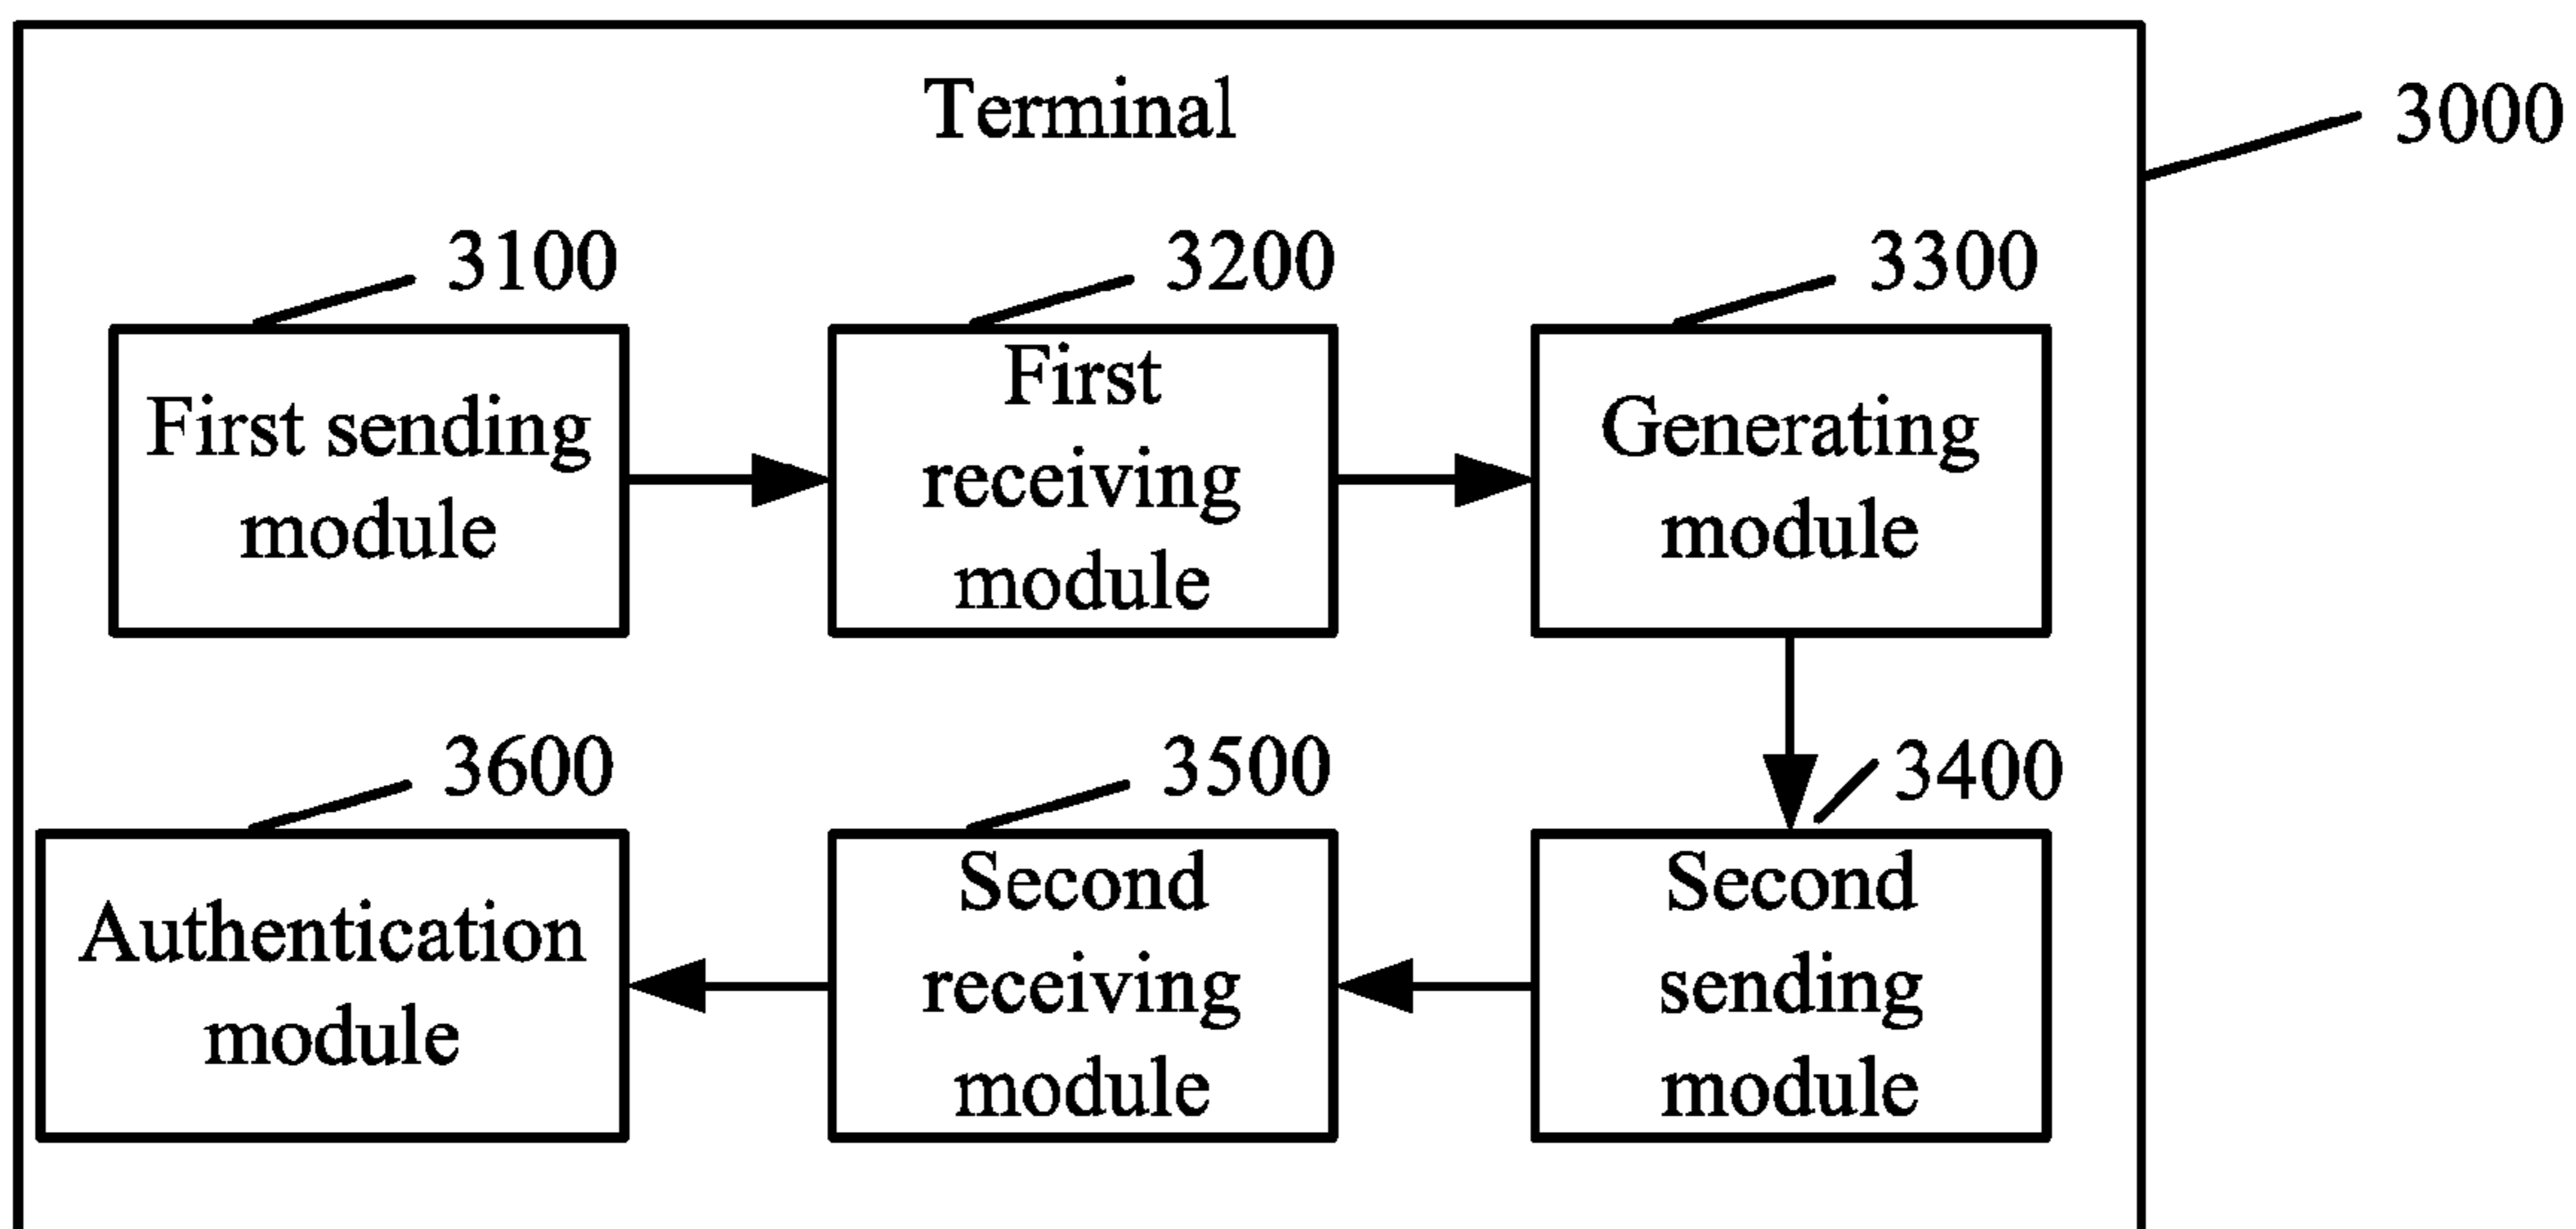 Terminal
3000
3100
3200
3300
First sending
module
First
receiving
module
Generating
module
3600
3500
3400
Authentication
module
Second
receiving
module
Second
sending
module